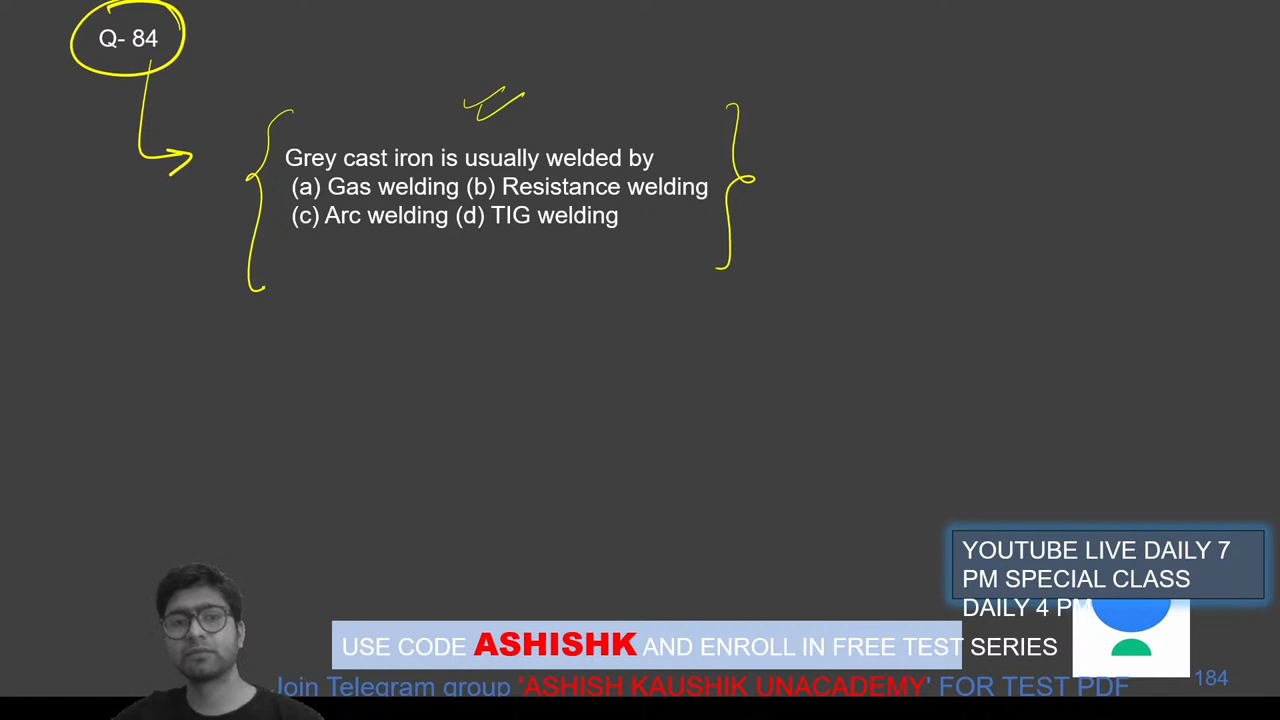 Q- 84
Grey cast iron is usually welded by
(a) Gas welding (b) Resistance welding
(c) Arc welding (d) TIG welding
YOUTUBE LIVE DAILY 7
PM SPECIAL CLASS
DAILY 4 PM
USE CODE ASHISHK AND ENROLL IN FREE TEST SERIES
Join Telegram group 'ASHISH KAUSHIK UNACADEMY' FOR TEST PDF
184